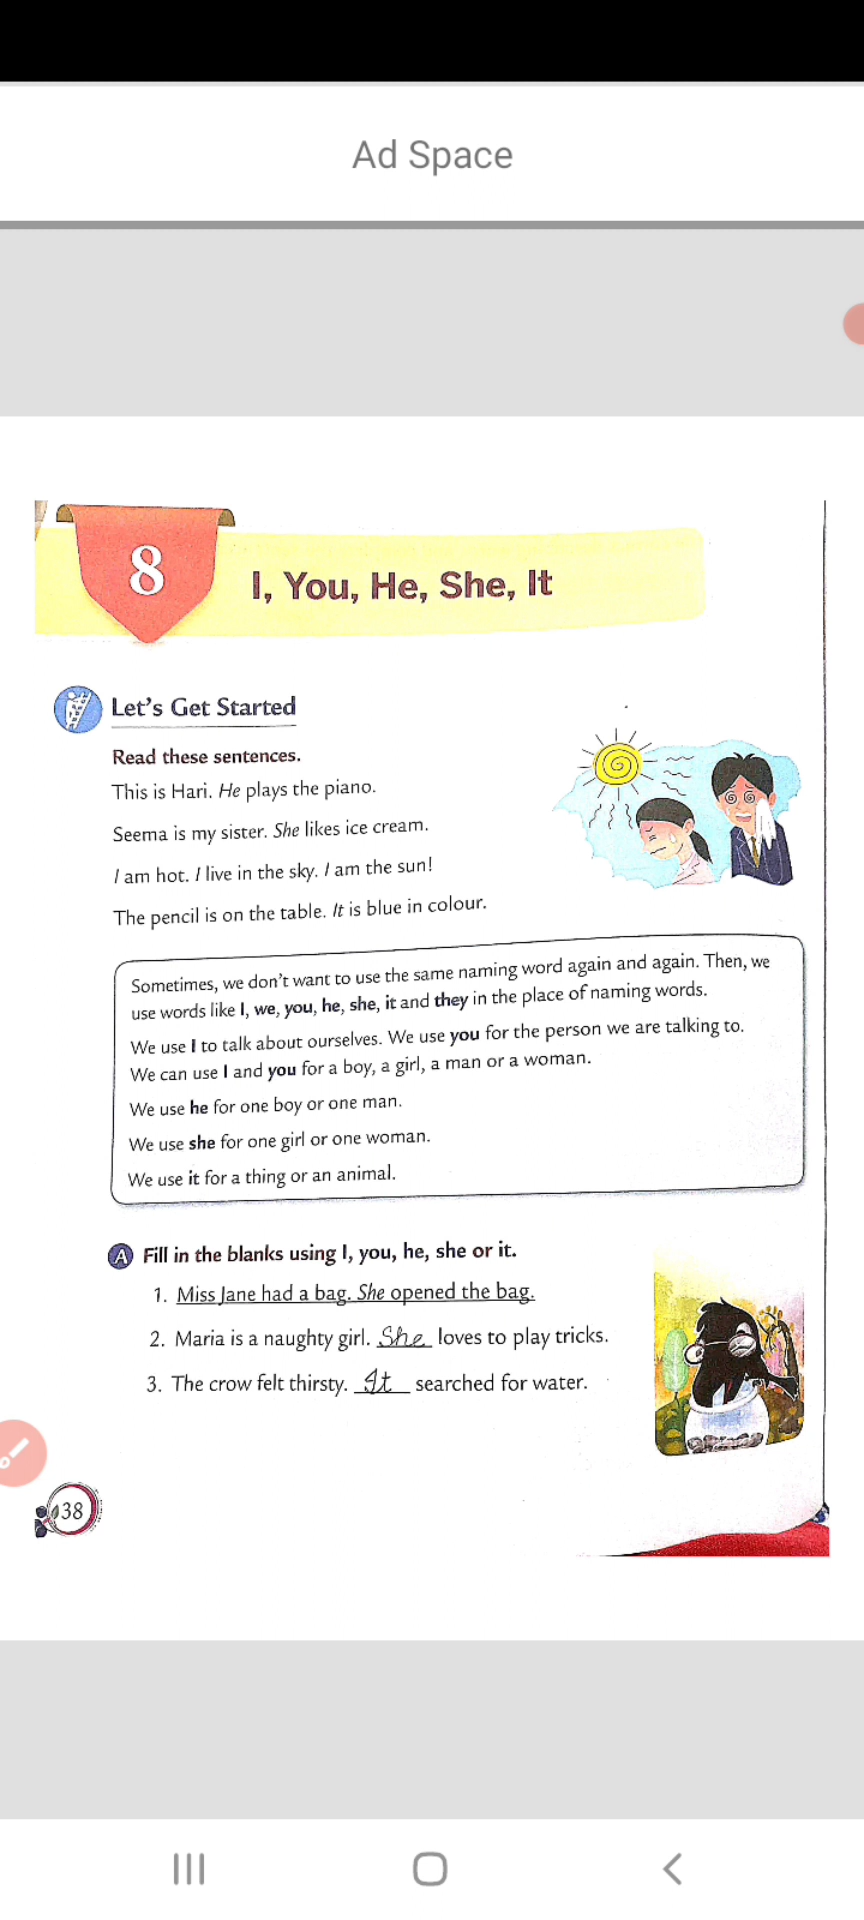 Ad Space
8
I, You, He, She, It
Let's Get Started
Read these sentences.
This is Hari. He plays the piano.
Seema is my sister. She likes ice cream.
I am hot. I live in the sky. I am the sun!
The pencil is on the table. It is blue in colour.
Sometimes, we don't want to use the same naming word again and again. Then, we
use words like I, we, you, he, she, it and they in the place of naming words.
We use I to talk about ourselves. We use you for the person we are talking to.
We can use I and you for a boy, a girl, a man or a woman.
We use he for one boy or one man.
We use she for one girl or one woman.
We use it for a thing or an animal.
A Fill in the blanks using I, you, he, she or it.
1. Miss Jane had a bag. She opened the bag.
2. Maria is a naughty girl. She loves to play tricks.
3. The crow felt thirsty. It searched for water.
38